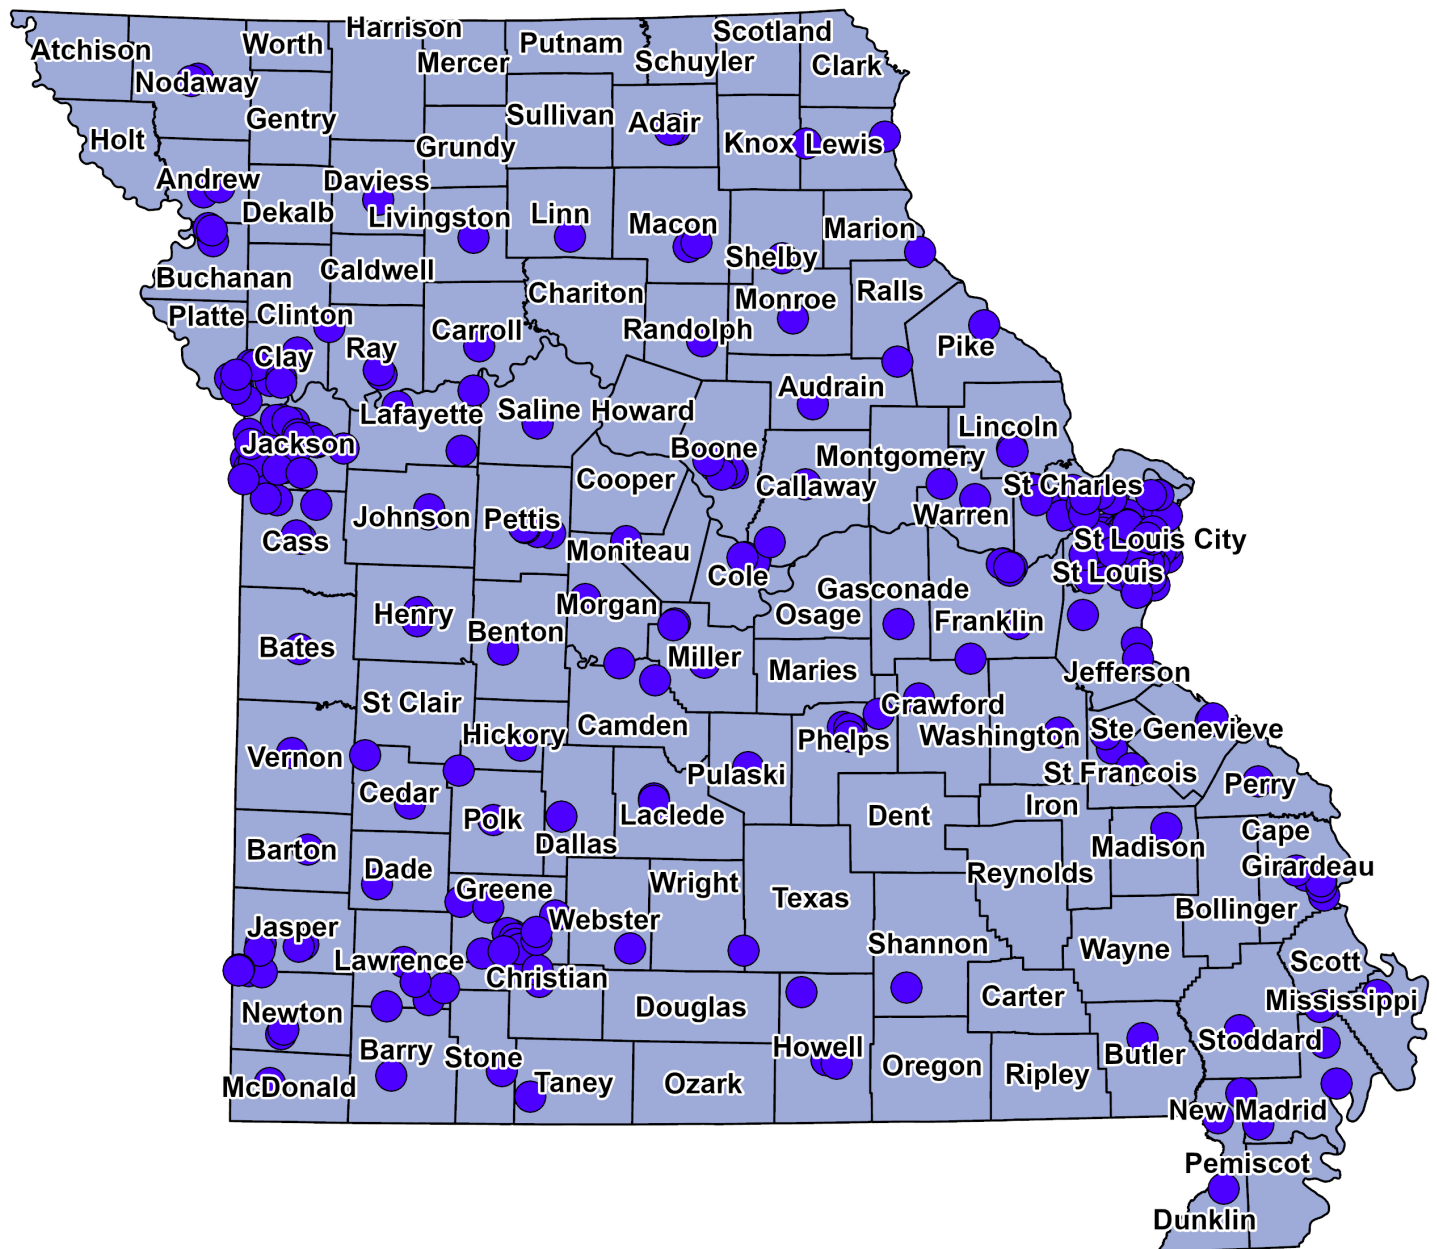 Harrison
Scotland
Atchison
Worth
Putnam
Mercer
Schuyler
Clark
Nodaway
Gentry
Sullivan
Adair
Holt
Grundy
Knox
Lewis
Andrew
Daviess
Dekalb
Livingston
Linn
Macon
Marion
Shelby
Buchanan
Caldwell
Chariton
Monroe
Ralls
Platte
Clinton
Carroll
Randolph
Clay
Ray
Pike
Audrain
Lafayette
Saline
Howard
Lincoln
Jackson
Boone
Montgomery
Cooper
Callaway
St Charles
Johnson
Pettis
Warren
Cass
Moniteau
St Louis City
Cole
St Louis
Gasconade
Henry
Morgan
Osage
Franklin
Benton
Bates
Miller
Maries
Jefferson
St Clair
Crawford
Camden
Hickory
Phelps
Washington
Ste Genevieve
Vernon
Pulaski
St Francois
Perry
Cedar
Iron
Polk
Laclede
Dent
Cape
Girardeau
Dallas
Barton
Madison
Dade
Greene
Wright
Texas
Reynolds
Bollinger
Jasper
Webster
Shannon
Wayne
Lawrence
Scott
Christian
Carter
Mississippi
Newton
Douglas
Stoddard
Barry
Stone
Howell
Butler
Oregon
Ripley
McDonald
Taney
Ozark
New Madrid
Pemiscot
Dunklin